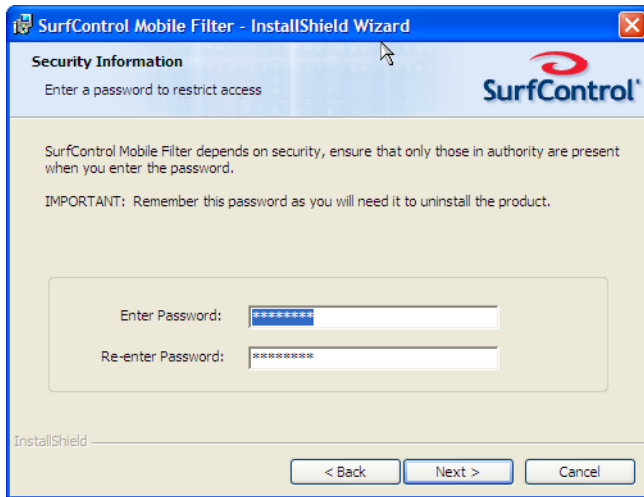 SurfControl Mobile Filter - InstallShield Wizard
Security Information
Enter a password to restrict access
SurfControl
SurfControl Mobile Filter depends on security, ensure that only those in authority are present
when you enter the password.
IMPORTANT: Remember this password as you will need it to uninstall the product.
Enter Password: ********
Re-enter Password: ********
InstallShield
< Back Next > Cancel